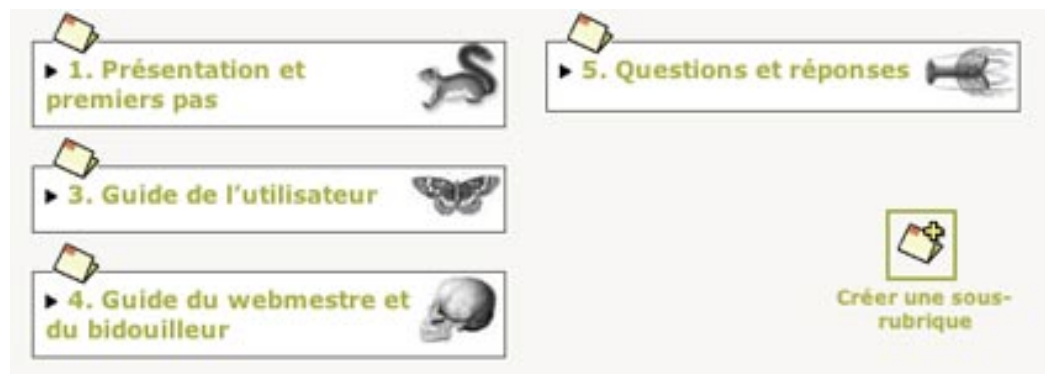 1. Présentation et
premiers pas
3. Guide de l'utilisateur
4. Guide du webmestre et
du bidouilleur
5. Questions et réponses
Créer une sous-
rubrique